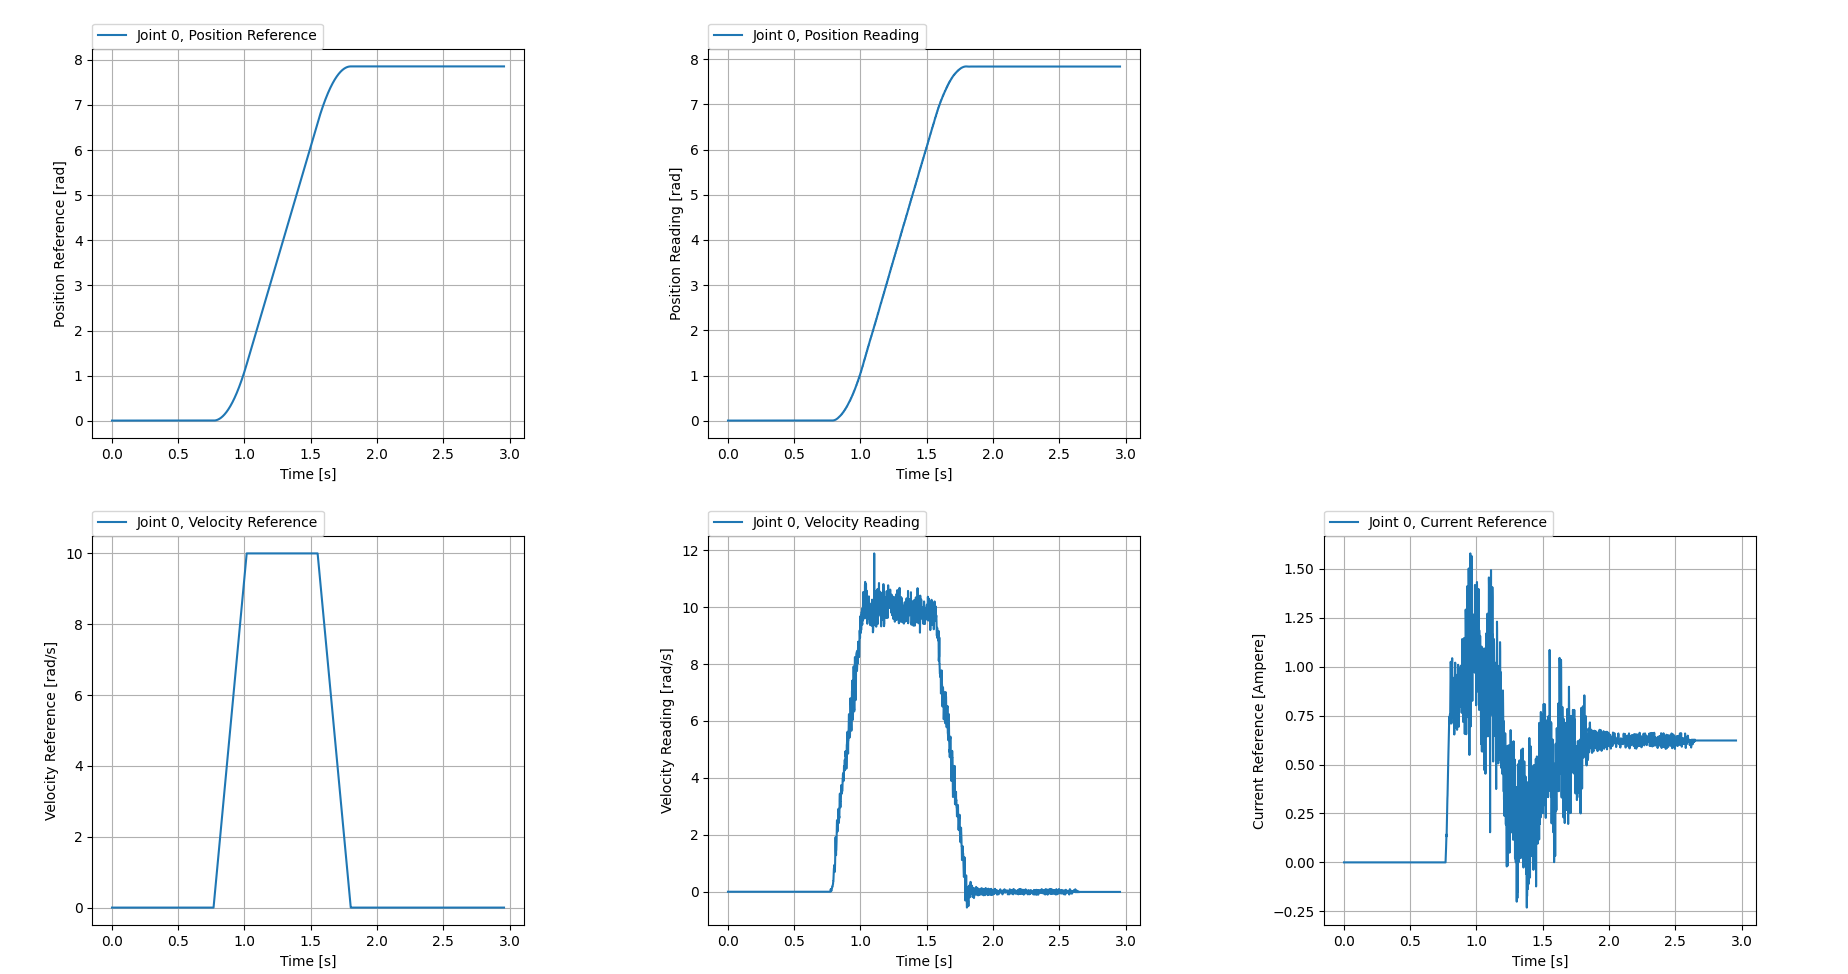 Joint 0, Position Reference
Position Reference [rad]
8
7
6
5
4
3
2
1
0
0.0 0.5 1.0 1.5 2.0 2.5 3.0
Time [s]
Joint 0, Position Reading
Position Reading [rad]
8
7
6
5
4
3
2
1
0
0.0 0.5 1.0 1.5 2.0 2.5 3.0
Time [s]
Joint 0, Velocity Reference
Velocity Reference [rad/s]
10
8
6
4
2
0
0.0 0.5 1.0 1.5 2.0 2.5 3.0
Time [s]
Joint 0, Velocity Reading
Velocity Reading [rad/s]
12
10
8
6
4
2
0
0.0 0.5 1.0 1.5 2.0 2.5 3.0
Time [s]
Joint 0, Current Reference
Current Reference [Ampere]
1.50
1.25
1.00
0.75
0.50
0.25
0.00
−0.25
0.0 0.5 1.0 1.5 2.0 2.5 3.0
Time [s]